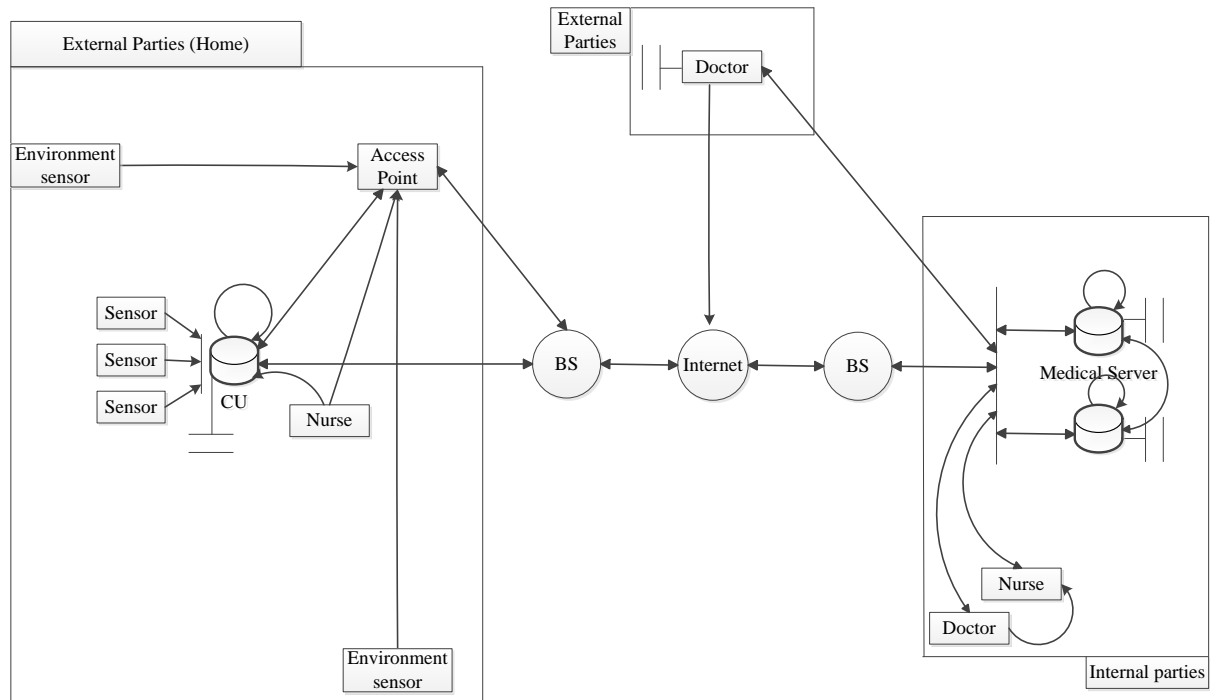 External Parties (Home)
External
Parties
Doctor
Environment
sensor
Access
Point
Sensor
Sensor
Sensor
CU
Nurse
BS
Internet
BS
Medical Server
Nurse
Doctor
Environment
sensor
Internal parties